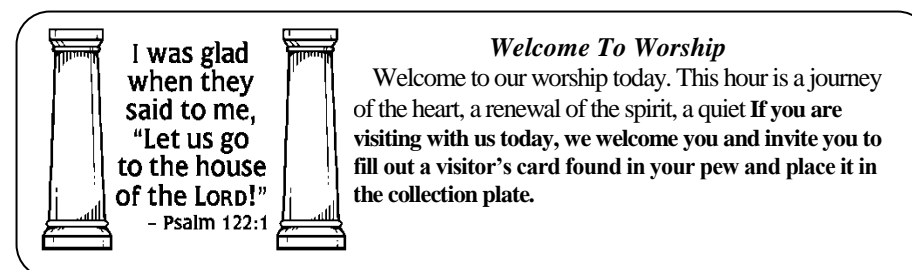 I was glad
when they
said to me,
“Let us go
to the house
of the LORD!”
– Psalm 122:1
Welcome To Worship
Welcome to our worship today. This hour is a journey
of the heart, a renewal of the spirit, a quiet If you are
visiting with us today, we welcome you and invite you to
fill out a visitor’s card found in your pew and place it in
the collection plate.